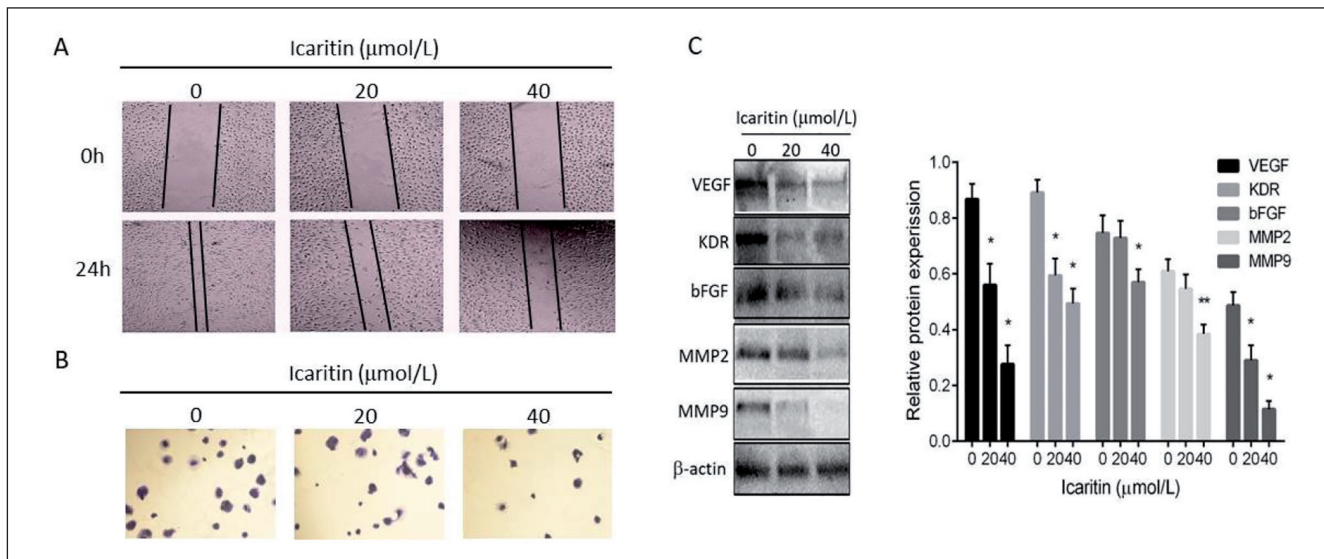 A
Icaritin (μmol/L)
0 20 40
0h
24h
B
Icaritin (μmol/L)
0 20 40
C
Icaritin (μmol/L)
0 20 40
VEGF
KDR
bFGF
MMP2
MMP9
β-actin
Relative protein experission
1.0
0.8
0.6
0.4
0.2
0.0
* *
* *
*
**
* *
VEGF
KDR
bFGF
MMP2
MMP9
0 2040 0 2040 0 2040 0 2040 0 2040
Icaritin (μmol/L)